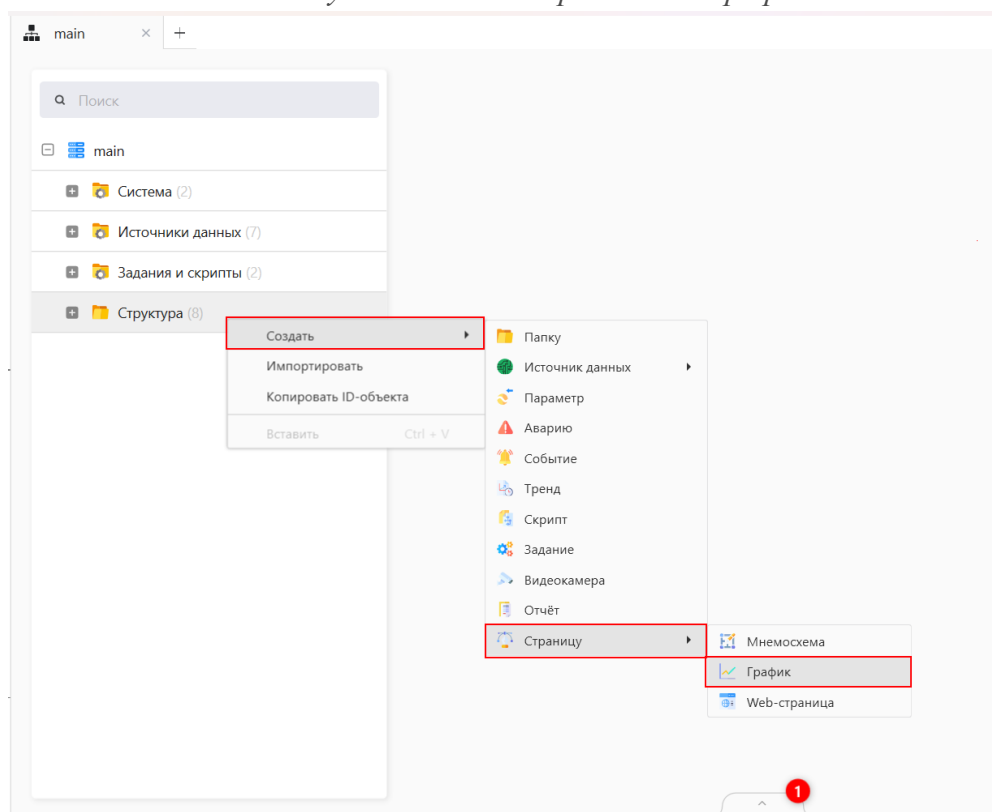 main × +
Поиск
main
Система (2)
Источники данных (7)
Задания и скрипты (2)
Структура (8)
Создать
Импортировать
Копировать ID-объекта
Вставить Ctrl + V
Папку
Источник данных
Параметр
Аварию
Событие
Тренд
Скрипт
Задание
Видеокамера
Отчёт
Страницу
Мнемосхема
График
Web-страница
1